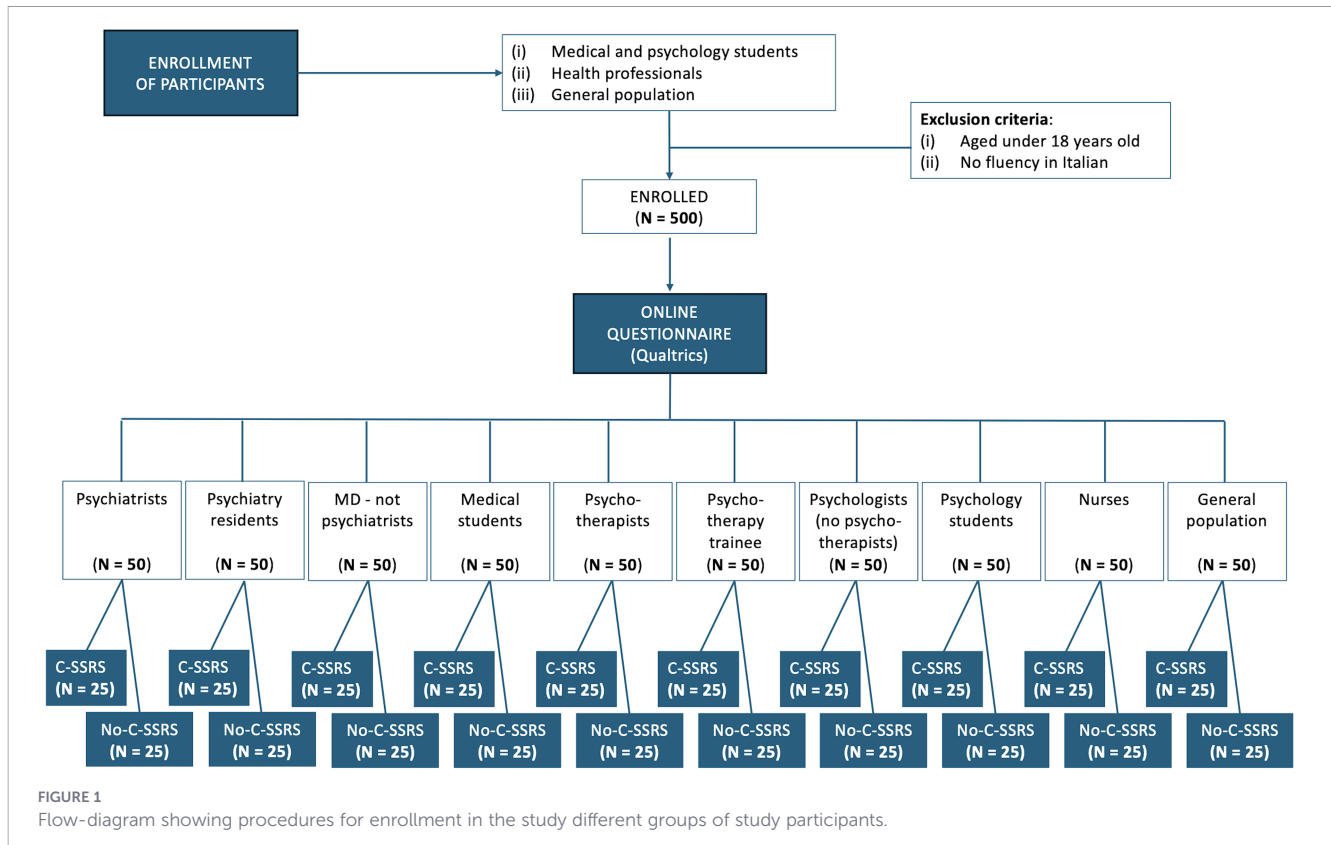 ENROLLMENT
OF PARTICIPANTS
(i) Medical and psychology students
(ii) Health professionals
(iii) General population
Exclusion criteria:
(i) Aged under 18 years old
(ii) No fluency in Italian
ENROLLED
(N = 500)
ONLINE
QUESTIONNAIRE
(Qualtrics)
Psychiatrists
(N = 50)
Psychiatry
residents
(N = 50)
MD - not
psychiatrists
(N = 50)
Medical
students
(N = 50)
Psycho-
therapists
(N = 50)
Psycho-
therapy
trainee
(N = 50)
Psychologists
(no psycho-
therapists)
(N = 50)
Psychology
students
(N = 50)
Nurses
(N = 50)
General
population
(N = 50)
C-SSRS
(N = 25)
No-C-SSRS
(N = 25)
C-SSRS
(N = 25)
No-C-SSRS
(N = 25)
C-SSRS
(N = 25)
No-C-SSRS
(N = 25)
C-SSRS
(N = 25)
No-C-SSRS
(N = 25)
C-SSRS
(N = 25)
No-C-SSRS
(N = 25)
C-SSRS
(N = 25)
No-C-SSRS
(N = 25)
C-SSRS
(N = 25)
No-C-SSRS
(N = 25)
C-SSRS
(N = 25)
No-C-SSRS
(N = 25)
C-SSRS
(N = 25)
No-C-SSRS
(N = 25)
C-SSRS
(N = 25)
No-C-SSRS
(N = 25)
FIGURE 1
Flow-diagram showing procedures for enrollment in the study different groups of study participants.